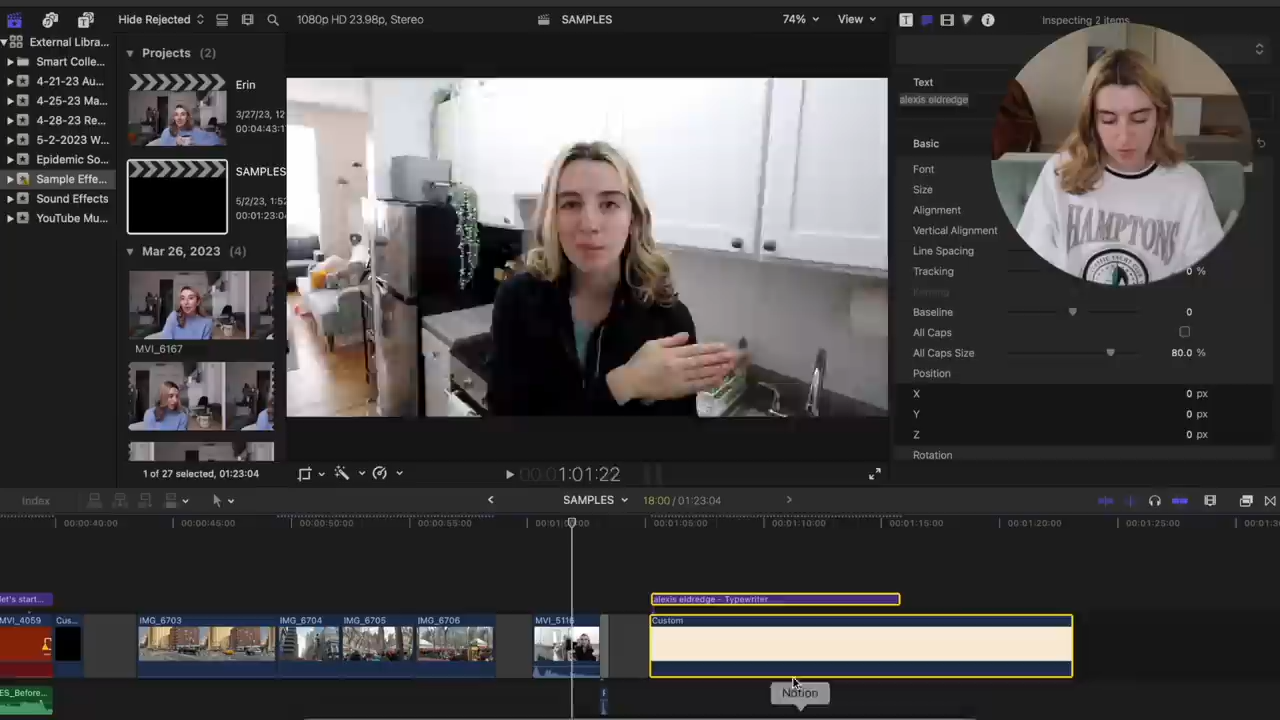 Hide Rejected
1080p HD 23.98p, Stereo
SAMPLES
74%
View
Inspecting 2 items
External Libra...
Smart Colle...
4-21-23 Au...
4-25-23 Ma...
4-28-23 Re...
5-2-2023 W...
Epidemic So...
Sample Effe...
Sound Effects
YouTube Mu...
Projects (2)
Erin
3/27/23, 12
00:04:43:1
SAMPLES
5/2/23, 1:52
00:01:23:04
Mar 26, 2023 (4)
MVI_6167
1 of 27 selected, 01:23:04
Text
alexis eldredge
Basic
Font
Size
Alignment
Vertical Alignment
Line Spacing
Tracking
0 %
Kerning
Baseline
0
All Caps
All Caps Size
80.0 %
Position
X
0 px
Y
0 px
Z
0 px
Rotation
HAMPTONS
1:01:22
Index
SAMPLES
18:00 / 01:23:04
00:00:40:00
00:00:45:00
00:00:50:00
00:00:55:00
00:01:05:00
00:01:10:00
00:01:15:00
00:01:20:00
00:01:25:00
let's start...
alexis eldredge - Typewriter
MVI_4059
Cus...
IMG_6703
IMG_6704
IMG_6705
IMG_6706
MVI_5116
Custom
ES_Before...
Notion